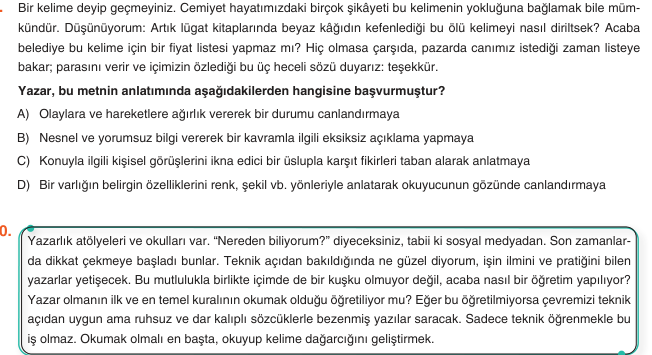 . Bir kelime deyip geçmeyiniz. Cemiyet hayatımızdaki birçok şikâyeti bu kelimenin yokluğuna bağlamak bile müm-
kündür. Düşünüyorum: Artık lügat kitaplarında beyaz kâğıdın kefenlediği bu ölü kelimeyi nasıl diriltsek? Acaba
belediye bu kelime için bir fiyat listesi yapmaz mı? Hiç olmasa çarşıda, pazarda canımız istediği zaman listeye
bakar; parasını verir ve içimizin özlediği bu üç heceli sözü duyarız: teşekkür.
Yazar, bu metnin anlatımında aşağıdakilerden hangisine başvurmuştur?
A) Olaylara ve hareketlere ağırlık vererek bir durumu canlandırmaya
B) Nesnel ve yorumsuz bilgi vererek bir kavramla ilgili eksiksiz açıklama yapmaya
C) Konuyla ilgili kişisel görüşlerini ikna edici bir üslupla karşıt fikirleri taban alarak anlatmaya
D) Bir varlığın belirgin özelliklerini renk, şekil vb. yönleriyle anlatarak okuyucunun gözünde canlandırmaya
0. Yazarlık atölyeleri ve okulları var. “Nereden biliyorum?” diyeceksiniz, tabii ki sosyal medyadan. Son zamanlar-
da dikkat çekmeye başladı bunlar. Teknik açıdan bakıldığında ne güzel diyorum, işin ilmini ve pratiğini bilen
yazarlar yetişecek. Bu mutlulukla birlikte içimde de bir kuşku olmuyor değil, acaba nasıl bir öğretim yapılıyor?
Yazar olmanın ilk ve en temel kuralının okumak olduğu öğretiliyor mu? Eğer bu öğretilmiyorsa çevremizi teknik
açıdan uygun ama ruhsuz ve dar kalıplı sözcüklerle bezenmiş yazılar saracak. Sadece teknik öğrenmekle bu
iş olmaz. Okumak olmalı en başta, okuyup kelime dağarcığını geliştirmek.